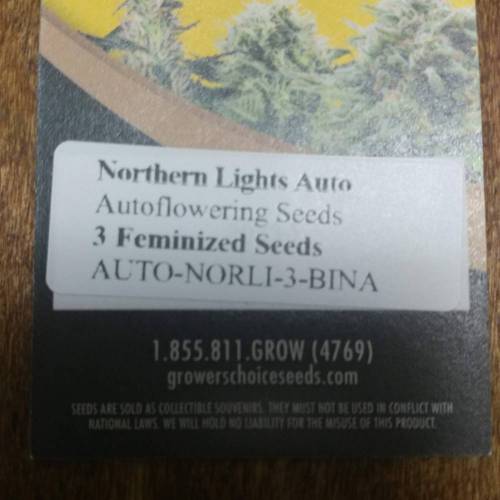 Northern Lights Auto
Autoflowering Seeds
3 Feminized Seeds
AUTO-NORLI-3-BINA
1.855.811.GROW (4769)
growerschoiceseeds.com
SEEDS ARE SOLD AS COLLECTIBLE SOUVENIRS. THEY MUST NOT BE USED IN CONFLICT WITH
NATIONAL LAWS. WE WILL HOLD NO LIABILITY FOR THE MISUSE OF THIS PRODUCT.